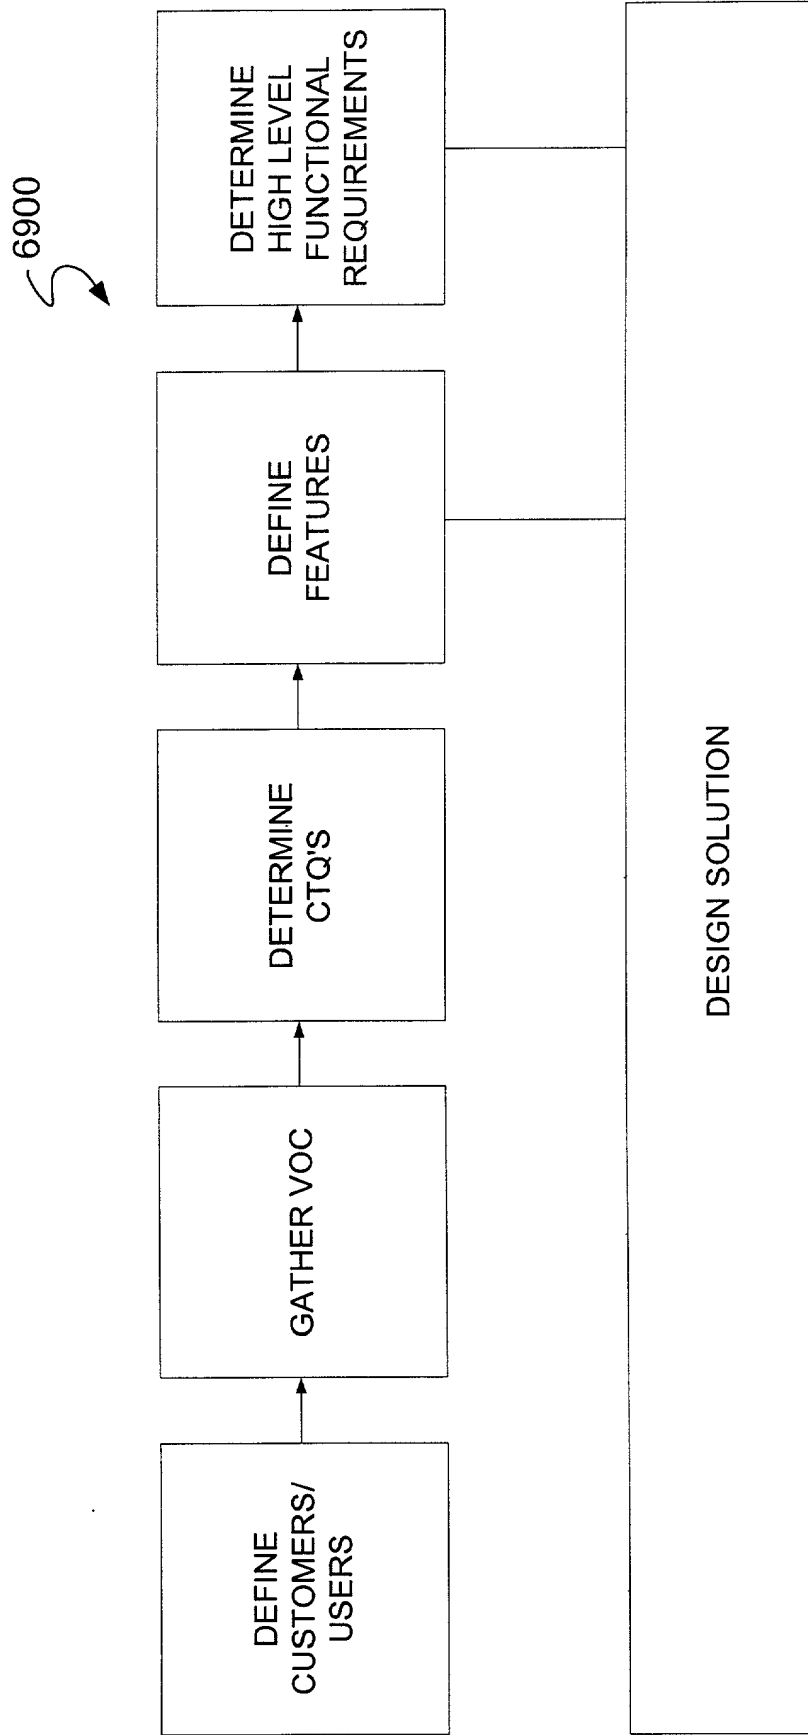 6900
DEFINE
CUSTOMERS/
USERS
GATHER VOC
DETERMINE
CTQ'S
DEFINE
FEATURES
DETERMINE
HIGH LEVEL
FUNCTIONAL
REQUIREMENTS
DESIGN SOLUTION